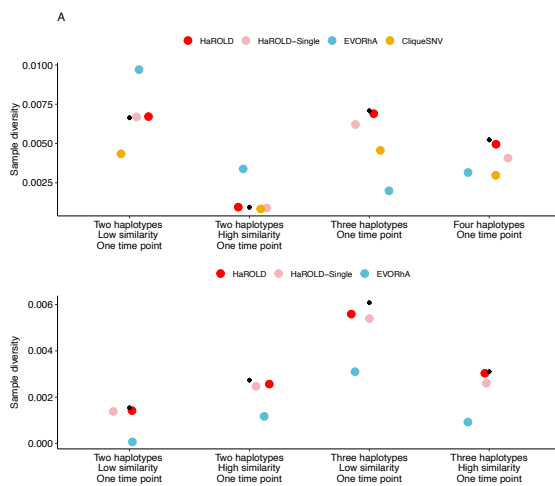 A
HaROLD HaROLD-Single EVORhA CliqueSNV
Sample diversity
0.0100
0.0075
0.0050
0.0025
Two haplotypes Two haplotypes Three haplotypes Four haplotypes
Low similarity High similarity One time point One time point
One time point One time point
HaROLD HaROLD-Single EVORhA
Sample diversity
0.006
0.004
0.002
0.000
Two haplotypes Two haplotypes Three haplotypes Three haplotypes
Low similarity High similarity Low similarity High similarity
One time point One time point One time point One time point